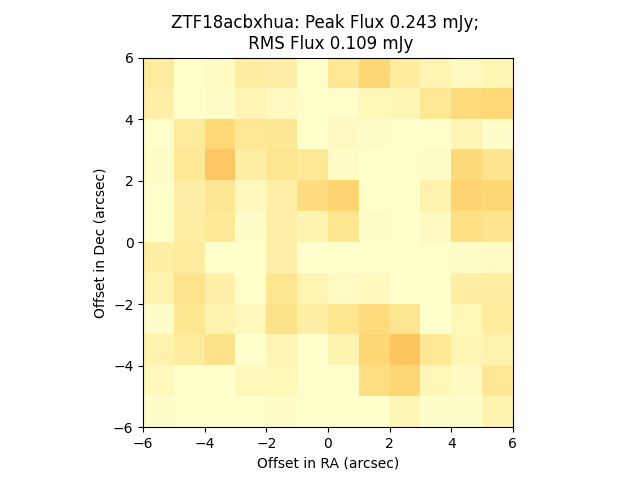 ZTF18acbxhua: Peak Flux 0.243 mJy;
RMS Flux 0.109 mJy
6
4
2
0
−2
−4
−6
Offset in Dec (arcsec)
−6 −4 −2 0 2 4 6
Offset in RA (arcsec)